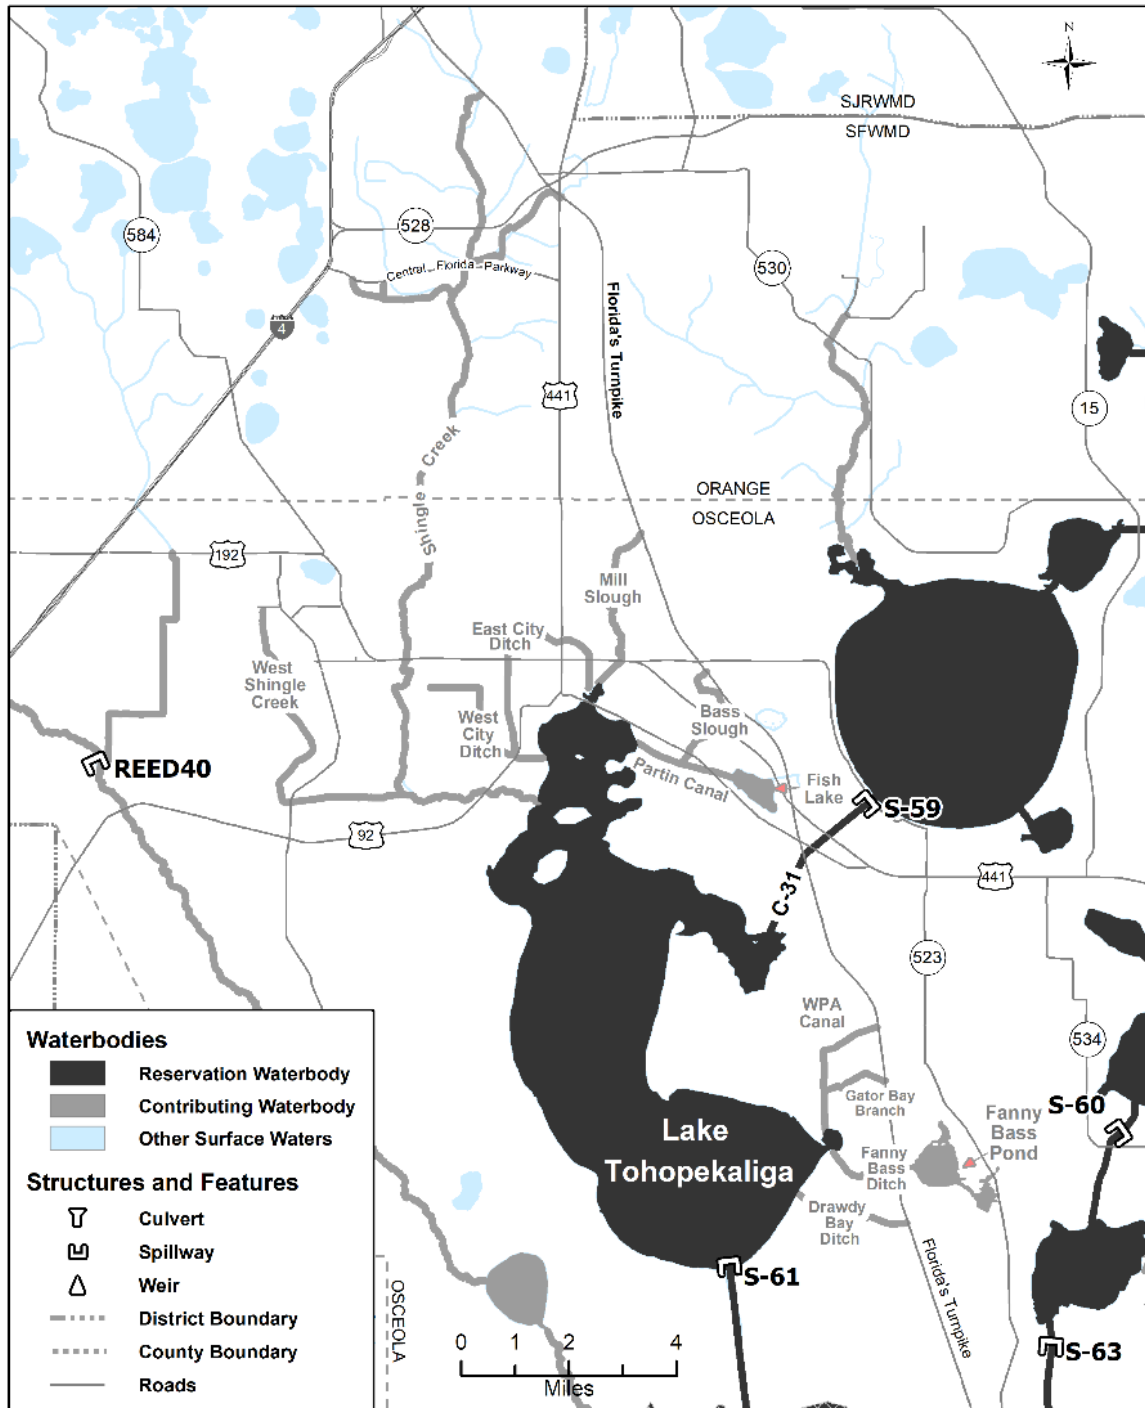 N
SJRWMD
SFWMD
584
528
Central Florida Parkway
530
Florida's Turnpike
4
441
15
Shingle Creek
ORANGE
OSCEOLA
192
Mill
Slough
East City
Ditch
West
Shingle
Creek
West City
Ditch
Bass
Slough
Partin Canal
REED40
Fish
Lake
S-59
92
C-31
441
523
WPA
Canal
534
Gator Bay
Branch
S-60
Fanny
Bass
Pond
Lake
Tohopekaliga
Fanny
Bass
Ditch
Drawdy
Bay
Ditch
Florida's Turnpike
S-61
S-63
OSCEOLA
Waterbodies
Reservation Waterbody
Contributing Waterbody
Other Surface Waters
Structures and Features
Culvert
Spillway
Weir
District Boundary
County Boundary
Roads
0 1 2 4
Miles